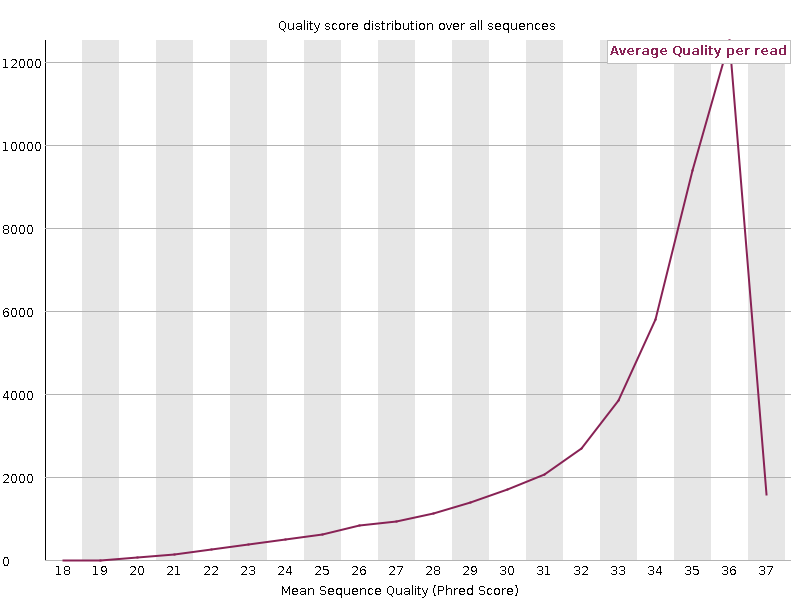 Quality score distribution over all sequences
Average Quality per read
12000
10000
8000
6000
4000
2000
0
18 19 20 21 22 23 24 25 26 27 28 29 30 31 32 33 34 35 36 37
Mean Sequence Quality (Phred Score)